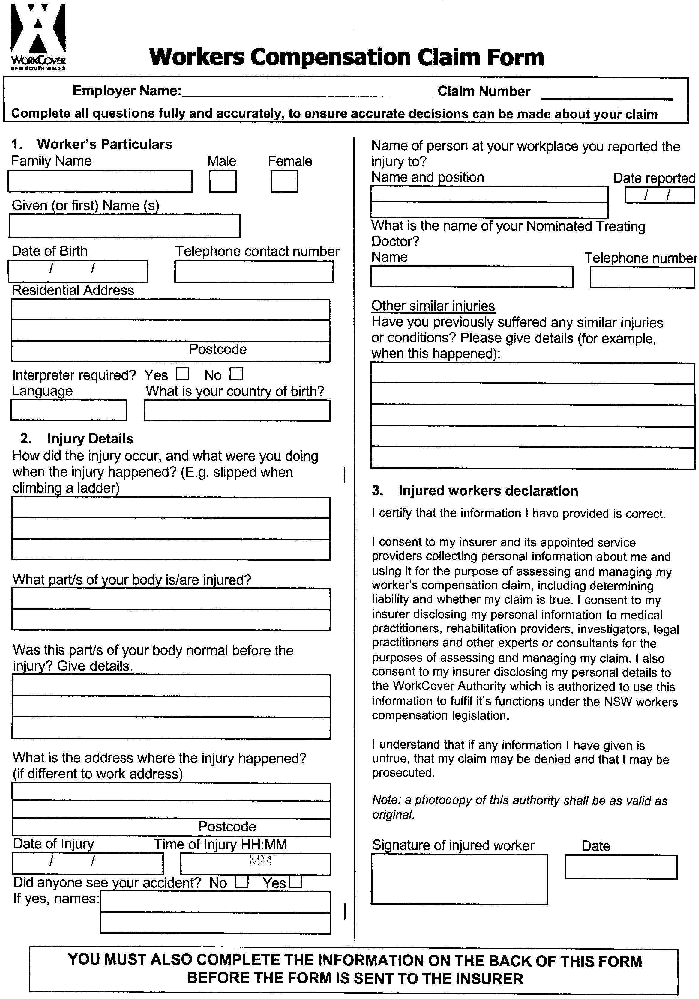 WORKCOVER
NEW SOUTH WALES
Workers Compensation Claim Form
Employer Name: Claim Number
Complete all questions fully and accurately, to ensure accurate decisions can be made about your claim
1. Worker's Particulars
Family Name Male Female
Given (or first) Name (s)
Date of Birth Telephone contact number
/ /
Residential Address
Postcode
Interpreter required? Yes No
Language What is your country of birth?
2. Injury Details
How did the injury occur, and what were you doing
when the injury happened? (E.g. slipped when
climbing a ladder)
What part/s of your body is/are injured?
Was this part/s of your body normal before the
injury? Give details.
What is the address where the injury happened?
(if different to work address)
Postcode
Date of Injury Time of Injury HH:MM
/ / MM
Did anyone see your accident? No Yes
If yes, names:
Name of person at your workplace you reported the
injury to?
Name and position Date reported
/ /
What is the name of your Nominated Treating
Doctor?
Name Telephone number
Other similar injuries
Have you previously suffered any similar injuries
or conditions? Please give details (for example,
when this happened):
3. Injured workers declaration
I certify that the information I have provided is correct.
I consent to my insurer and its appointed service
providers collecting personal information about me and
using it for the purpose of assessing and managing my
worker's compensation claim, including determining
liability and whether my claim is true. I consent to my
insurer disclosing my personal information to medical
practitioners, rehabilitation providers, investigators, legal
practitioners and other experts or consultants for the
purposes of assessing and managing my claim. I also
consent to my insurer disclosing my personal details to
the WorkCover Authority which is authorized to use this
information to fulfil it's functions under the NSW workers
compensation legislation.
I understand that if any information I have given is
untrue, that my claim may be denied and that I may be
prosecuted.
Note: a photocopy of this authority shall be as valid as
original.
Signature of injured worker Date
YOU MUST ALSO COMPLETE THE INFORMATION ON THE BACK OF THIS FORM
BEFORE THE FORM IS SENT TO THE INSURER